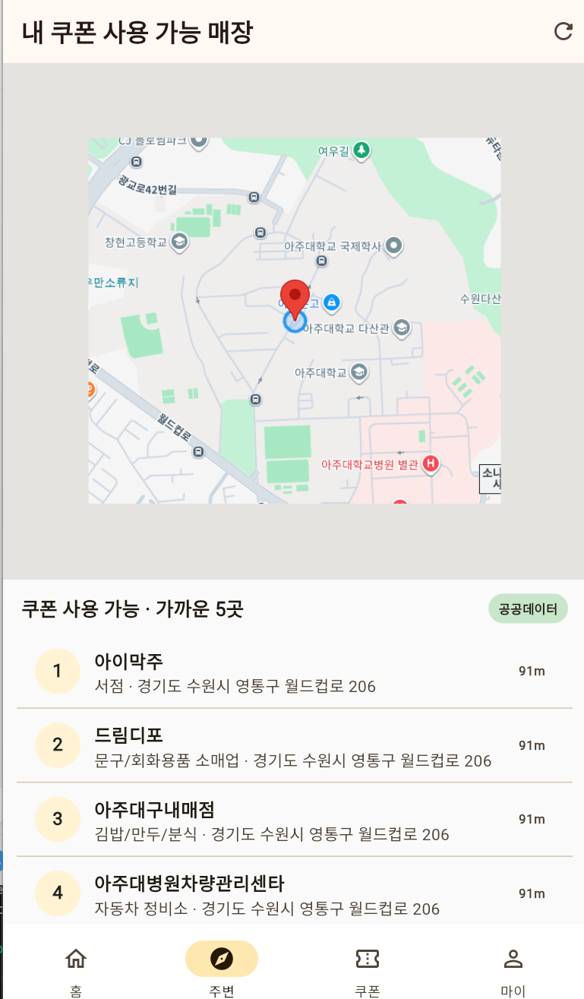 내 쿠폰 사용 가능 매장
CJ 블로썸파크
여우길
광교로42번길
창현고등학교
아주대학교 국제학사
우만소류지
수원다산
아주대학교 다산관
아주대학교
월드컵로
아주대학교병원 별관
쿠폰 사용 가능 · 가까운 5곳
공공데이터
1
아이막주
91m
서점 · 경기도 수원시 영통구 월드컵로 206
2
드림디포
91m
문구/회화용품 소매업 · 경기도 수원시 영통구 월드컵로 206
3
아주대구내매점
91m
김밥/만두/분식 · 경기도 수원시 영통구 월드컵로 206
4
아주대병원차량관리센타
91m
자동차 정비소 · 경기도 수원시 영통구 월드컵로 206
홈
주변
쿠폰
마이